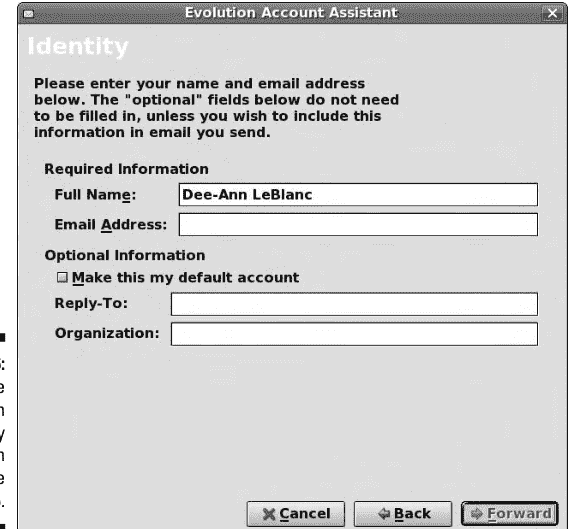 Evolution Account Assistant
Identity
Please enter your name and email address
below. The "optional" fields below do not need
to be filled in, unless you wish to include this
information in email you send.
Required Information
Full Name: Dee-Ann LeBlanc
Email Address:
Optional Information
Make this my default account
Reply-To:
Organization:
Cancel Back Forward